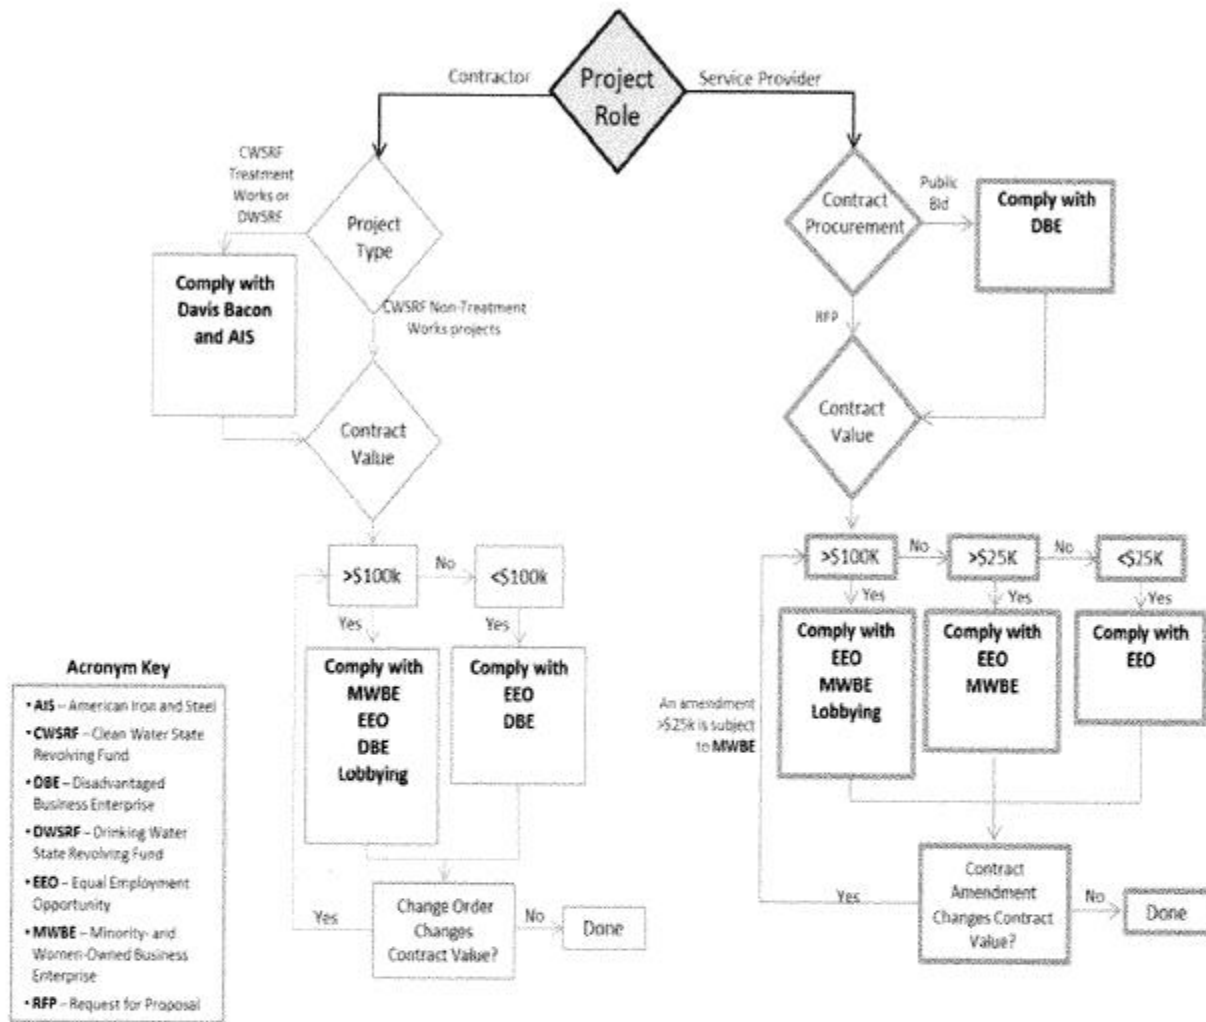 Project
Role
Contractor
Service Provider
CWSRF
Treatment
Works or
DWSRF
Project
Type
Comply with
Davis Bacon
and AIS
CWSRF Non-Treatment
Works projects
Contract
Value
>$100k
No
<$100k
Yes
Yes
Comply with
MWBE
EEO
DBE
Lobbying
Comply with
EEO
DBE
Yes
Change Order
Changes
Contract Value?
No
Done
Contract
Procurement
Public
Bid
Comply with
DBE
RFP
Contract
Value
>$100K
No
>$25K
No
<$25K
Yes
Yes
Yes
Comply with
EEO
MWBE
Lobbying
Comply with
EEO
MWBE
Comply with
EEO
An amendment
>$25k is subject
to MWBE
Yes
Contract
Amendment
Changes Contract
Value?
No
Done
Acronym Key
• AIS – American Iron and Steel
• CWSRF – Clean Water State
Revolving Fund
• DBE – Disadvantaged
Business Enterprise
• DWSRF – Drinking Water
State Revolving Fund
• EEO – Equal Employment
Opportunity
• MWBE – Minority- and
Women-Owned Business
Enterprise
• RFP – Request for Proposal